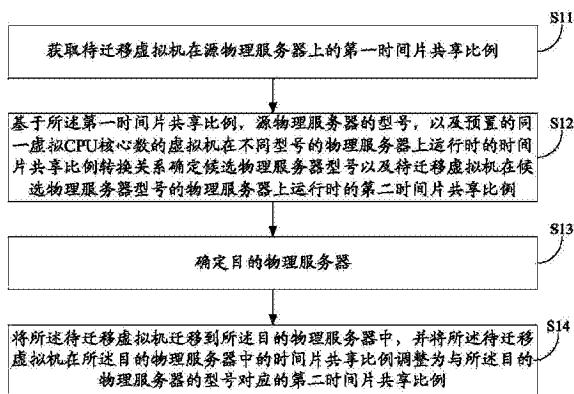 S11
获取待迁移虚拟机在源物理服务器上的第一时间片共享比例
S12
基于所述第一时间片共享比例，源物理服务器的型号，以及预置的同
一虚拟CPU核心数的虚拟机在不同型号的物理服务器上运行时的时间
片共享比例转换关系确定候选物理服务器型号以及待迁移虚拟机在候
选物理服务器型号的物理服务器上运行时的第二时间片共享比例
S13
确定目的物理服务器
S14
将所述待迁移虚拟机迁移到所述目的物理服务器中，并将所述待迁移
虚拟机在所述目的物理服务器中的时间片共享比例调整为与所述目的
物理服务器的型号对应的第二时间片共享比例